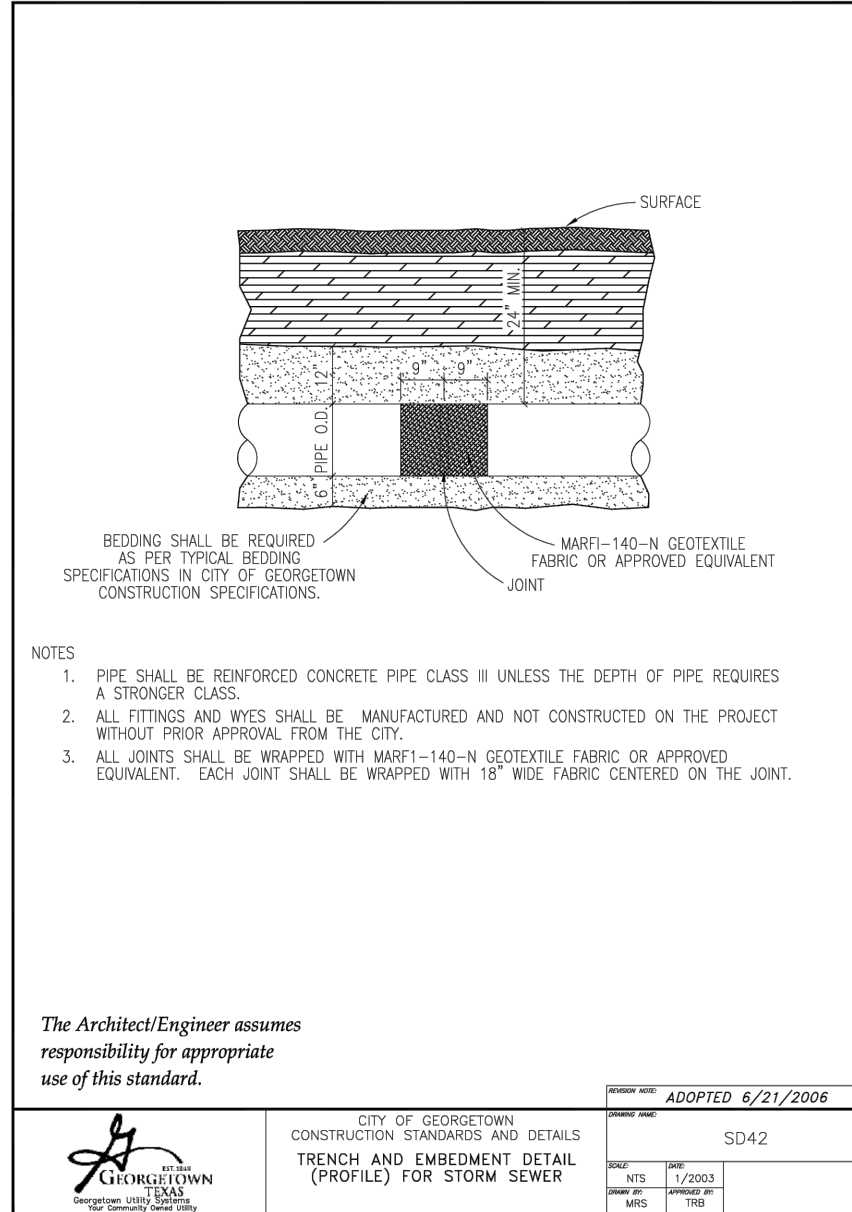 SURFACE
24" MIN.
9" 9"
12"
PIPE O.D.
6"
BEDDING SHALL BE REQUIRED
AS PER TYPICAL BEDDING
SPECIFICATIONS IN CITY OF GEORGETOWN
CONSTRUCTION SPECIFICATIONS.
MARFI-140-N GEOTEXTILE
FABRIC OR APPROVED EQUIVALENT
JOINT
NOTES
1. PIPE SHALL BE REINFORCED CONCRETE PIPE CLASS III UNLESS THE DEPTH OF PIPE REQUIRES
A STRONGER CLASS.
2. ALL FITTINGS AND WYES SHALL BE MANUFACTURED AND NOT CONSTRUCTED ON THE PROJECT
WITHOUT PRIOR APPROVAL FROM THE CITY.
3. ALL JOINTS SHALL BE WRAPPED WITH MARF1-140-N GEOTEXTILE FABRIC OR APPROVED
EQUIVALENT. EACH JOINT SHALL BE WRAPPED WITH 18" WIDE FABRIC CENTERED ON THE JOINT.
The Architect/Engineer assumes
responsibility for appropriate
use of this standard.
REVISION NOTE: ADOPTED 6/21/2006
EST. 1848
GEORGETOWN
TEXAS
Georgetown Utility Systems
Your Community Owned Utility
CITY OF GEORGETOWN
CONSTRUCTION STANDARDS AND DETAILS
TRENCH AND EMBEDMENT DETAIL
(PROFILE) FOR STORM SEWER
DRAWING NAME:
SD42
SCALE: DATE:
NTS 1/2003
DRAWN BY: APPROVED BY:
MRS TRB